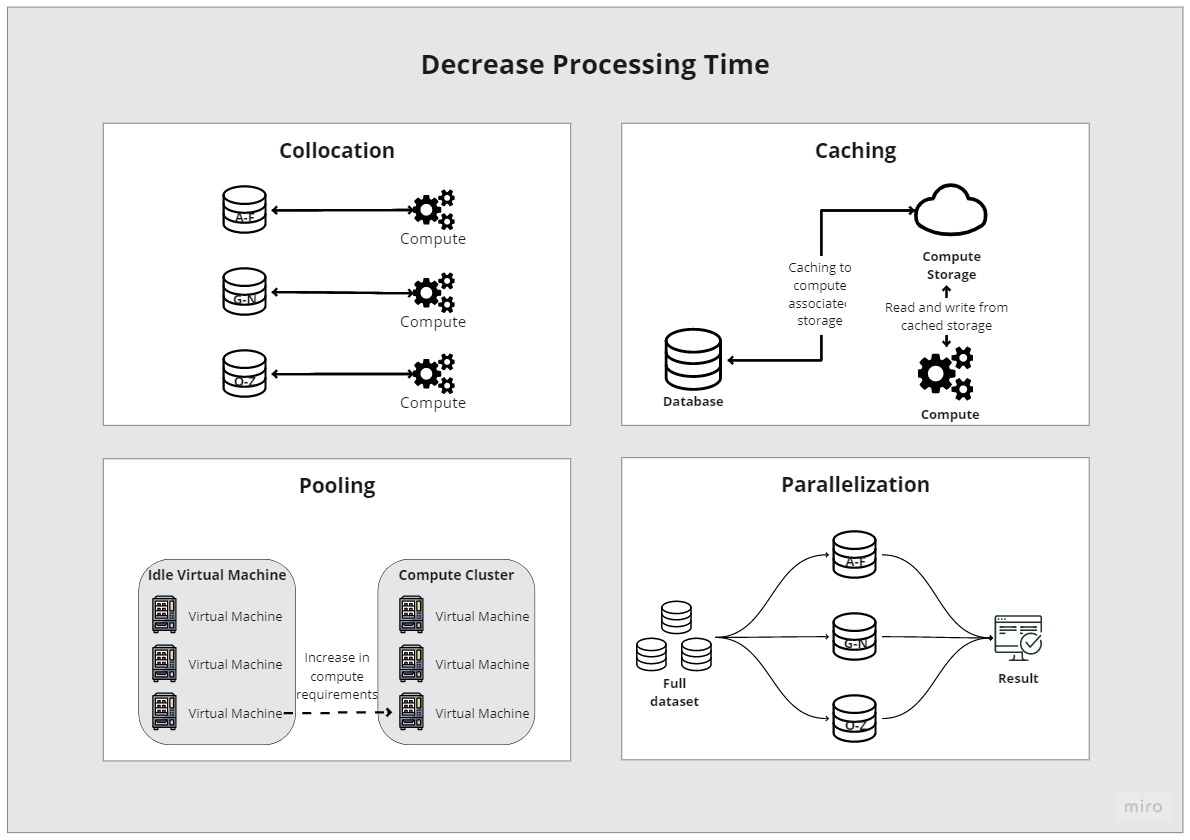 Decrease Processing Time
Collocation
A-F
Compute
G-N
Compute
O-Z
Compute
Caching
Caching to
compute
associated
storage
Compute
Storage
Read and write from
cached storage
Database
Compute
Pooling
Idle Virtual Machine
Virtual Machine
Virtual Machine
Virtual Machine
Increase in
compute
requirements
Compute Cluster
Virtual Machine
Virtual Machine
Virtual Machine
Parallelization
Full
dataset
A-F
G-N
O-Z
Result
miro